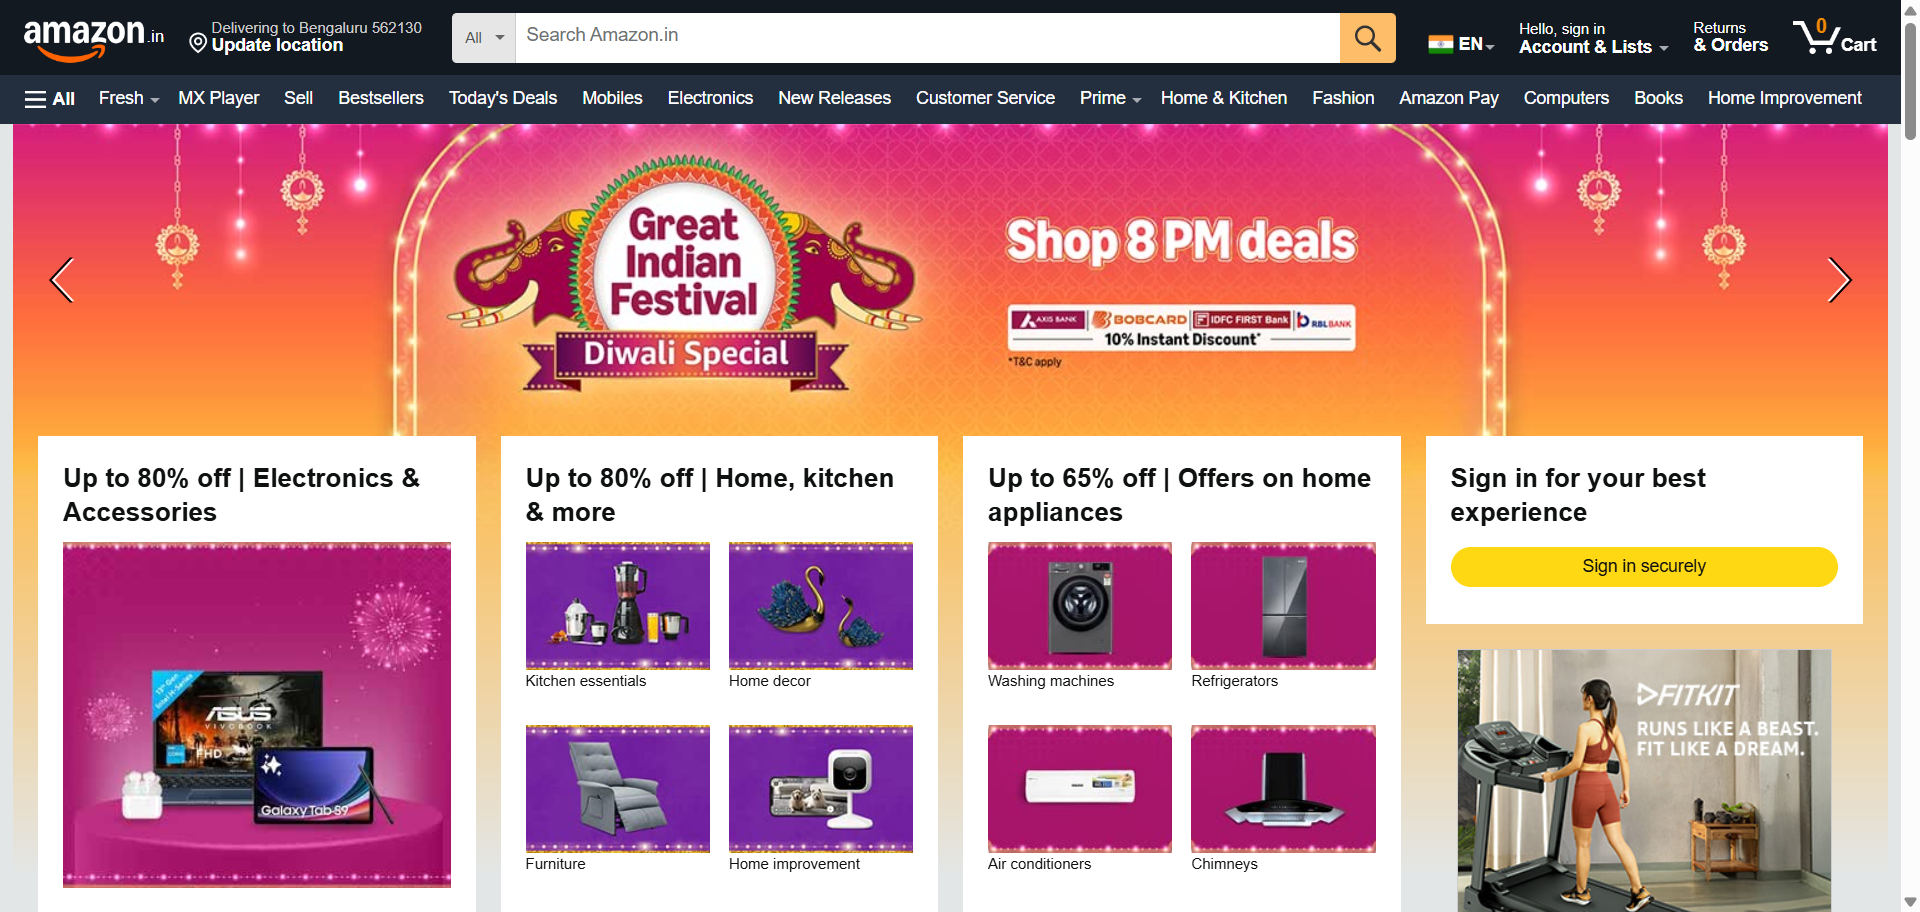 amazon.in
Delivering to Bengaluru 562130
Update location
All
Search Amazon.in
EN
Hello, sign in
Account & Lists
Returns
& Orders
0
Cart
All
Fresh
MX Player
Sell
Bestsellers
Today's Deals
Mobiles
Electronics
New Releases
Customer Service
Prime
Home & Kitchen
Fashion
Amazon Pay
Computers
Books
Home Improvement
Great
Indian
Festival
Diwali Special
Shop 8 PM deals
AXIS BANK
BOBCARD
IDFC FIRST Bank
RBL BANK
10% Instant Discount*
*T&C apply
Up to 80% off | Electronics &
Accessories
13th Gen
Intel H-Series
ASUS
VIVOBOOK
FHD
Galaxy Tab S9
Up to 80% off | Home, kitchen
& more
Kitchen essentials
Home decor
Furniture
Home improvement
Up to 65% off | Offers on home
appliances
Washing machines
Refrigerators
Air conditioners
Chimneys
Sign in for your best
experience
Sign in securely
FITKIT
RUNS LIKE A BEAST.
FIT LIKE A DREAM.